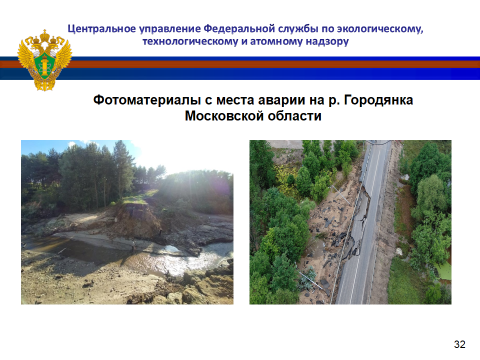 Центральное управление Федеральной службы по экологическому,
технологическому и атомному надзору
Фотоматериалы с места аварии на р. Городянка
Московской области
32